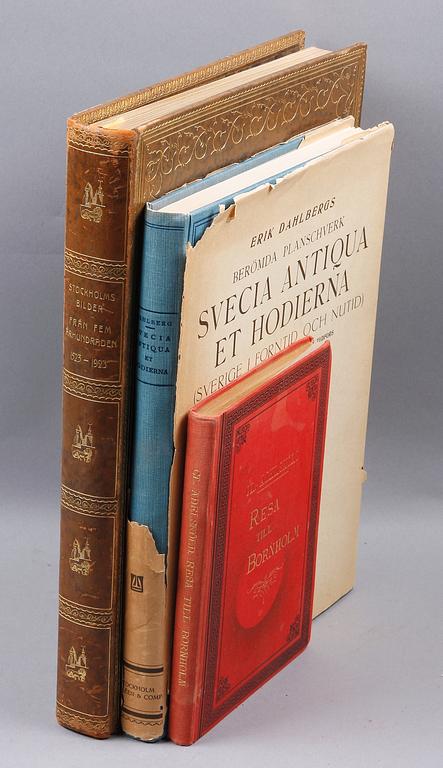 STOCKHOLMS
BILDER
FRÅN FEM
ÅRHUNDRADEN
1523–1923
SVECIA
ANTIQUA
ET
HODIERNA
STOCKHOLM
& COMP
ERIK DAHLBERGS
BERÖMDA PLANSCHVERK
SVECIA ANTIQUA
ET HODIERNA
(SVERIGE I FORNTID OCH NUTID)
RESA TILL BORNHOLM
RESA
TILL
BORNHOLM